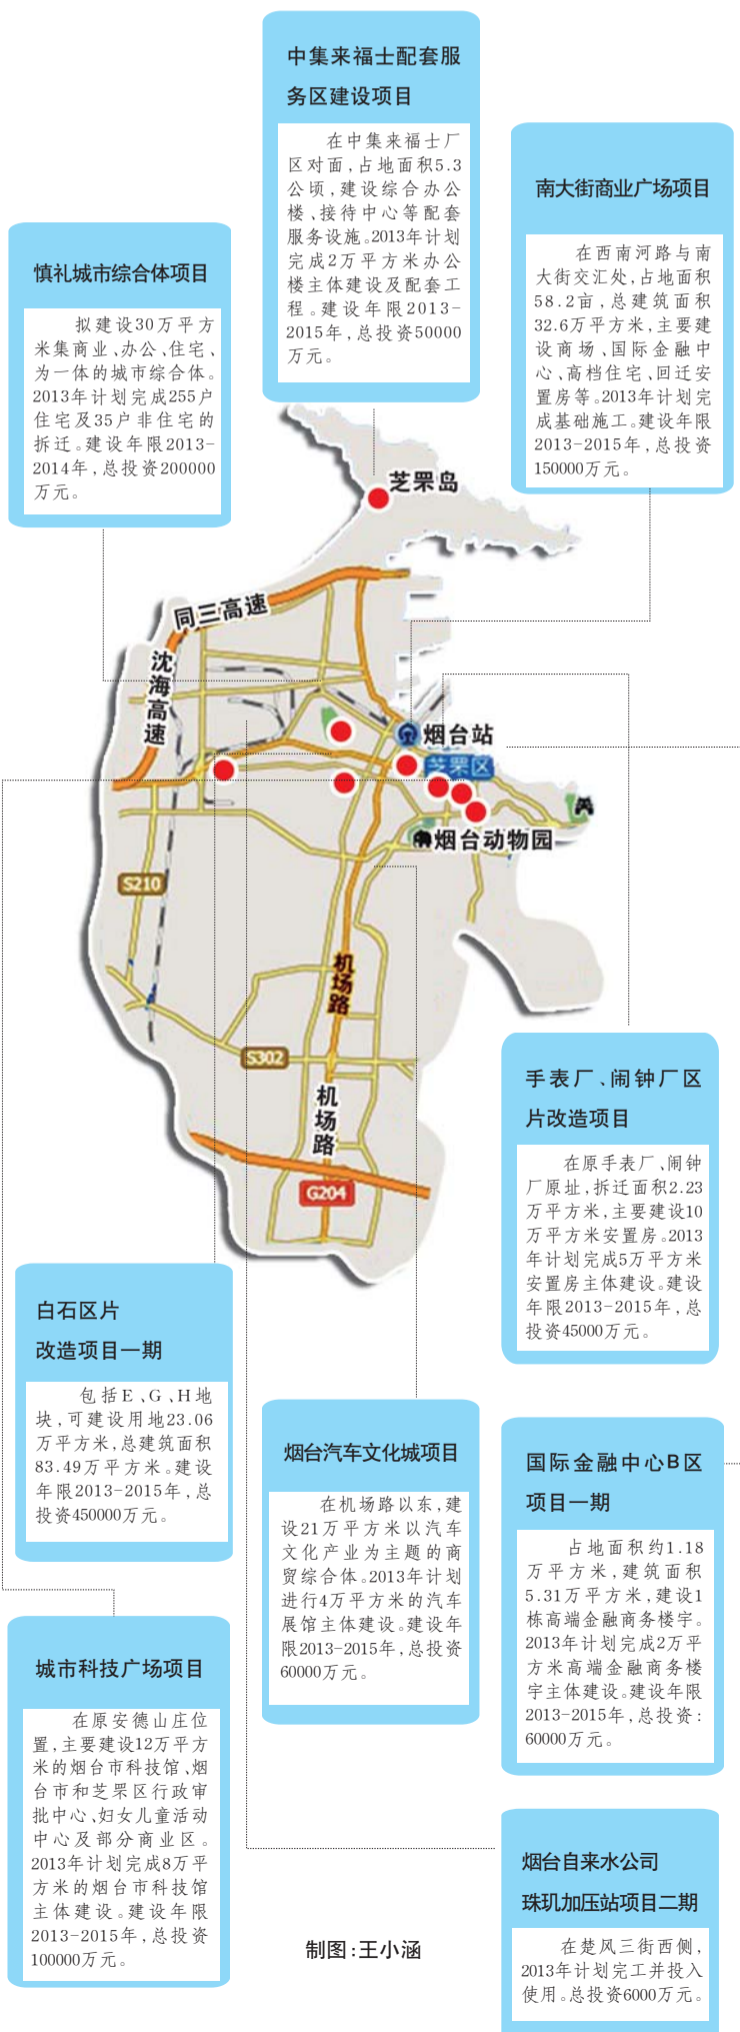 中集来福士配套服
务区建设项目
在中集来福士厂
区对面，占地面积5.3
公顷，建设综合办公
楼、接待中心等配套
服务设施。2013年计划
完成2万平方米办公
楼主体建设及配套工
程。建设年限2013-
2015年，总投资50000
万元。
南大街商业广场项目
在西南河路与南
大街交汇处，占地面积
58.2亩，总建筑面积
32.6万平方米，主要建
设商场、国际金融中
心、高档住宅、回迁安
置房等。2013年计划完
成基础施工。建设年限
2013-2015年，总投资
150000万元。
慎礼城市综合体项目
拟建设30万平方
米集商业、办公、住宅、
为一体的城市综合体。
2013年计划完成255户
住宅及35户非住宅的
拆迁。建设年限2013-
2014年，总投资200000
万元。
芝罘岛
同三高速
沈海高速
烟台站
芝罘区
烟台动物园
S210
机场路
S302
机场路
G204
手表厂、闹钟厂区
片改造项目
在原手表厂、闹钟
厂原址，拆迁面积2.23
万平方米，主要建设10
万平方米安置房。2013
年计划完成5万平方米
安置房主体建设。建设
年限2013-2015年，总
投资45000万元。
白石区片
改造项目一期
包括E、G、H地
块，可建设用地23.06
万平方米，总建筑面积
83.49万平方米。建设
年限2013-2015年，总
投资450000万元。
烟台汽车文化城项目
在机场路以东，建
设21万平方米以汽车
文化产业为主题的商
贸综合体。2013年计划
进行4万平方米的汽车
展馆主体建设。建设年
限2013-2015年，总投资
60000万元。
国际金融中心B区
项目一期
占地面积约1.18
万平方米，建筑面积
5.31万平方米，建设1
栋高端金融商务楼宇。
2013年计划完成2万平
方米高端金融商务楼
宇主体建设。建设年限
2013-2015年，总投资：
60000万元。
城市科技广场项目
在原安德山庄位
置，主要建设12万平方
米的烟台市科技馆、烟
台市和芝罘区行政审
批中心、妇女儿童活动
中心及部分商业区。
2013年计划完成8万平
方米的烟台市科技馆
主体建设。建设年限
2013-2015年，总投资
100000万元。
烟台自来水公司
珠玑加压站项目二期
在楚风三街西侧，
2013年计划完工并投入
使用。总投资6000万元。
制图：王小涵